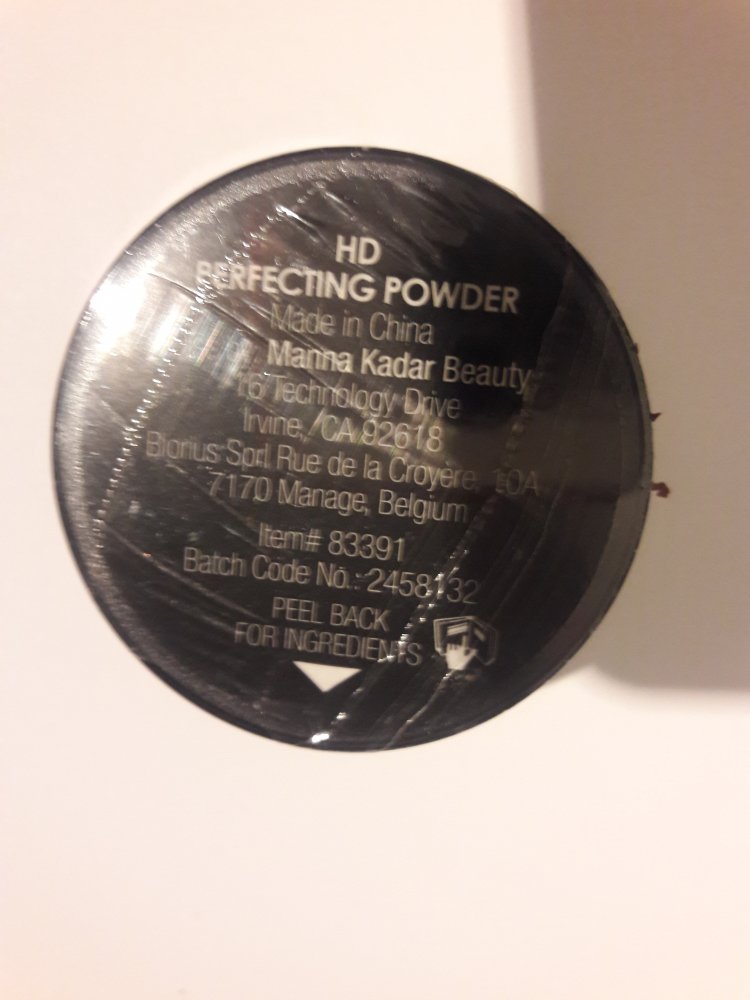 HD
PERFECTING POWDER
Made in China
Manna Kadar Beauty
16 Technology Drive
Irvine, CA 92618
Biorius Sprl Rue de la Croyère, 10A
7170 Manage, Belgium
Item# 83391
Batch Code No.: 2458132
PEEL BACK
FOR INGREDIENTS